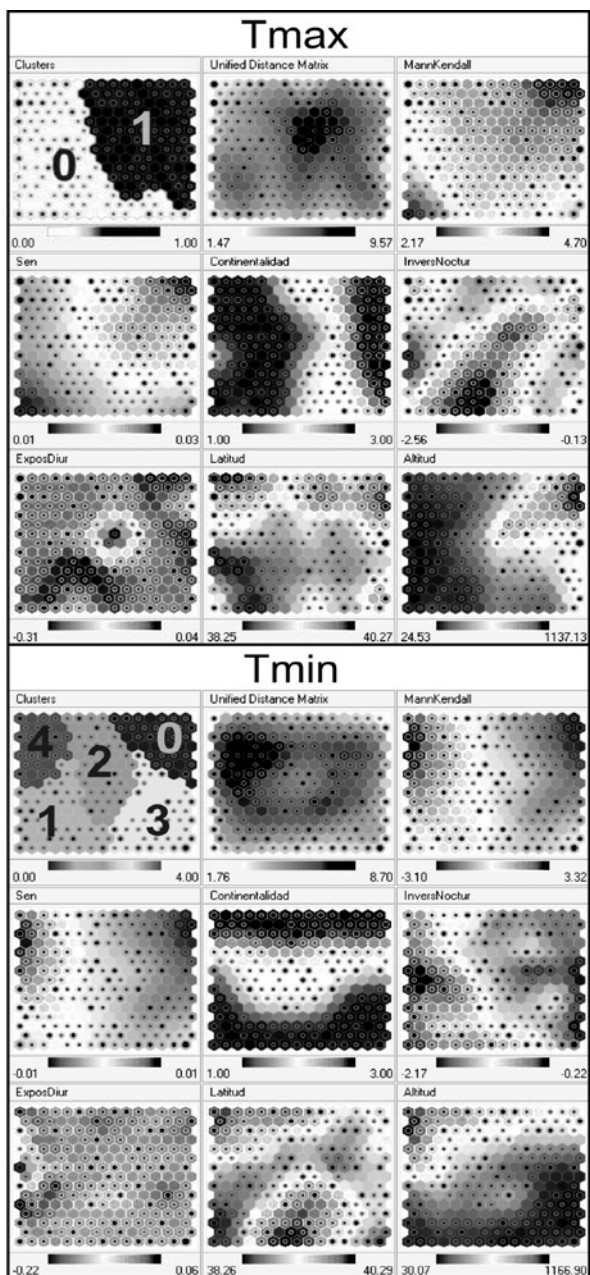 Tmax
Clusters Unified Distance Matrix MannKendall
0 1
0.00 1.00 1.47 9.57 2.17 4.70
Sen Continentalidad InversNoctur
0.01 0.03 1.00 3.00 -2.56 -0.13
ExposDiur Latitud Altitud
-0.31 0.04 38.25 40.27 24.53 1137.13
Tmin
Clusters Unified Distance Matrix MannKendall
4 2 0
1 3
0.00 4.00 1.76 8.70 -3.10 3.32
Sen Continentalidad InversNoctur
-0.01 0.01 1.00 3.00 -2.17 -0.22
ExposDiur Latitud Altitud
-0.22 0.06 38.26 40.29 30.07 1166.90